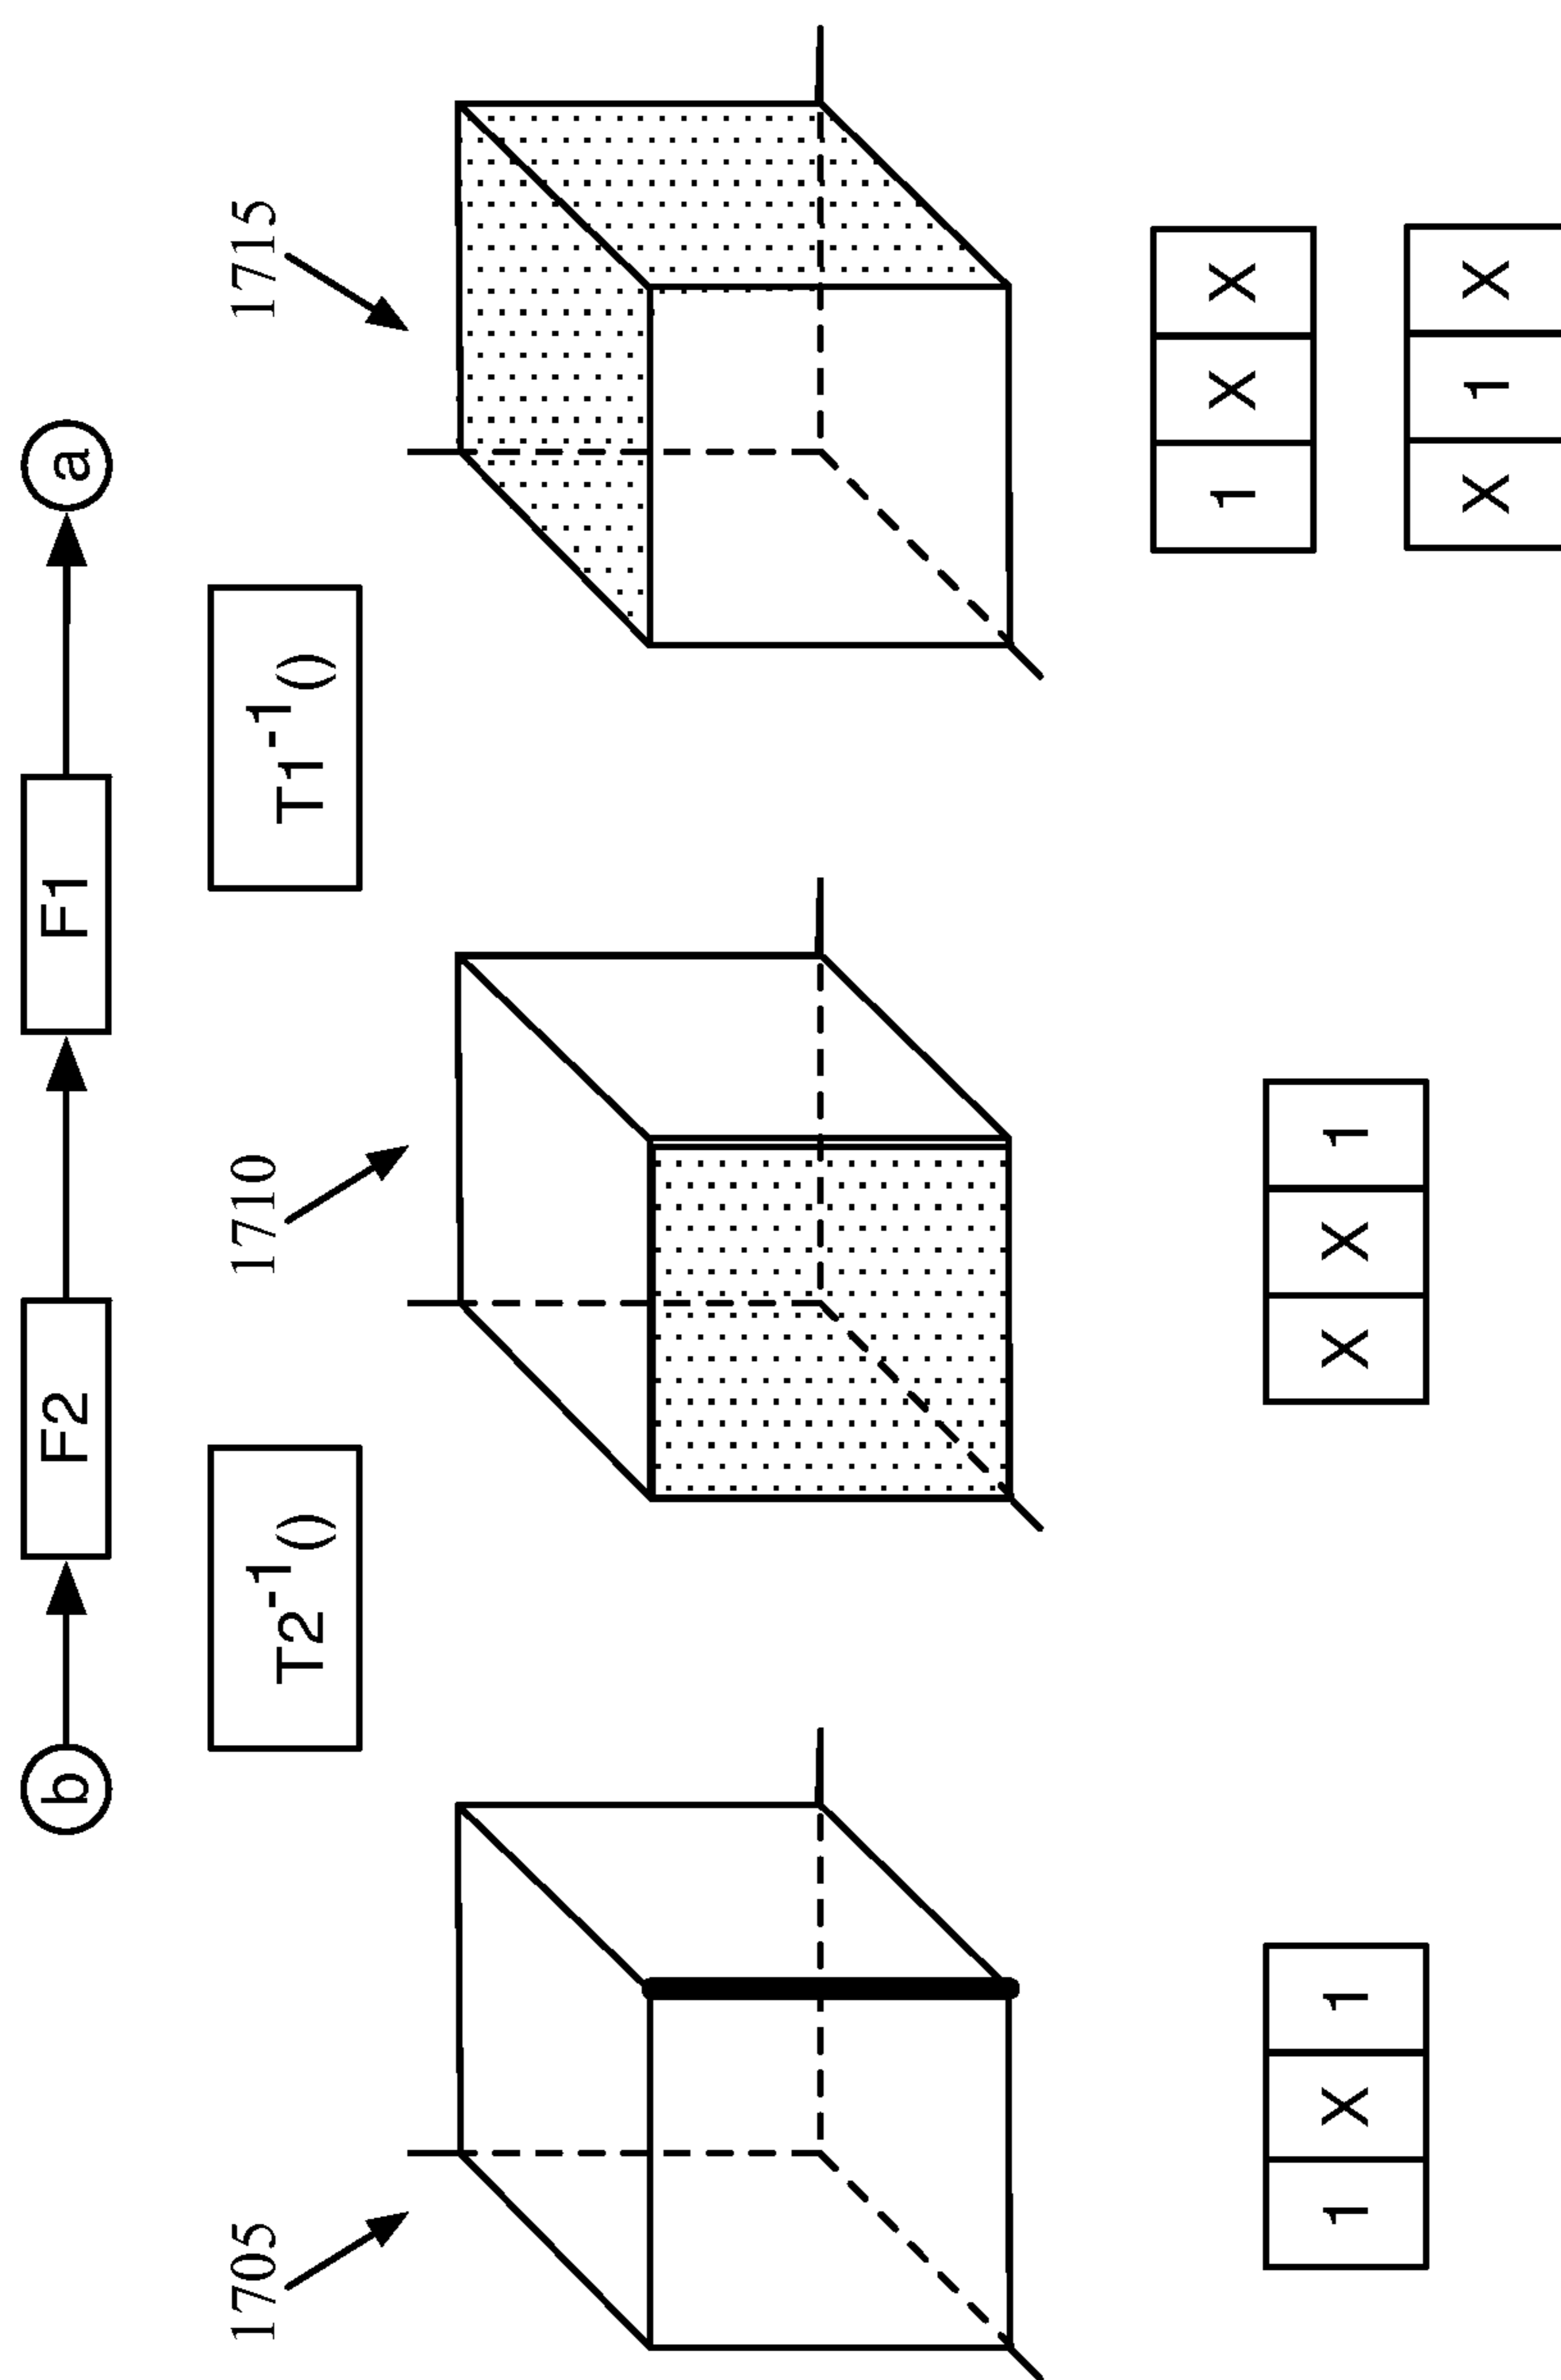 b F2 F1 a
T2-1() T1-1()
1705 1710 1715
1 X 1 X X 1 1 X X
X 1 X